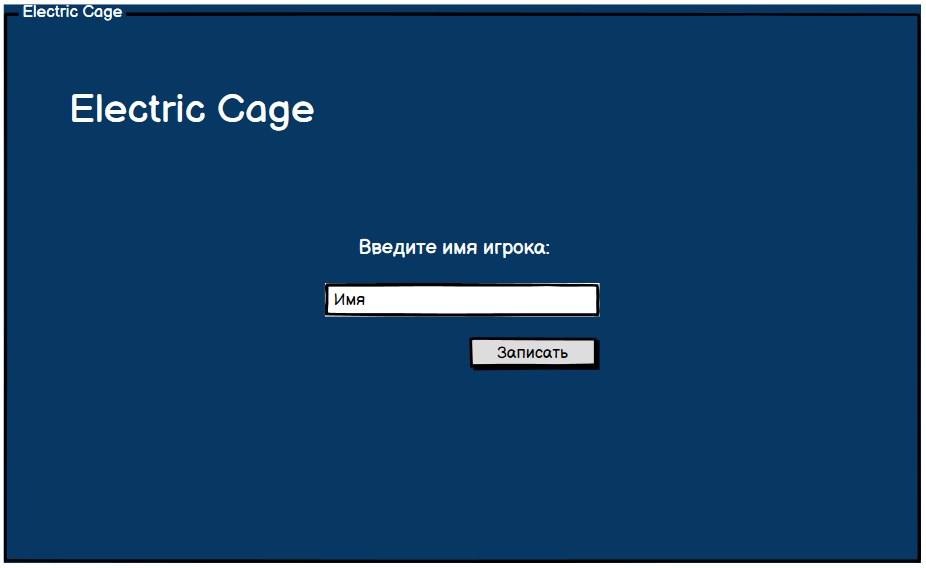 Electric Cage
Electric Cage
Введите имя игрока:
Имя
Записать